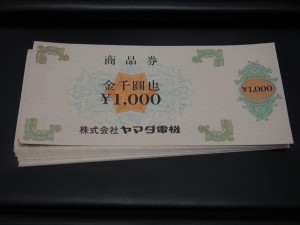 商品券
金千圓也
¥1,000
¥1,000
株式会社 ヤマダ電機